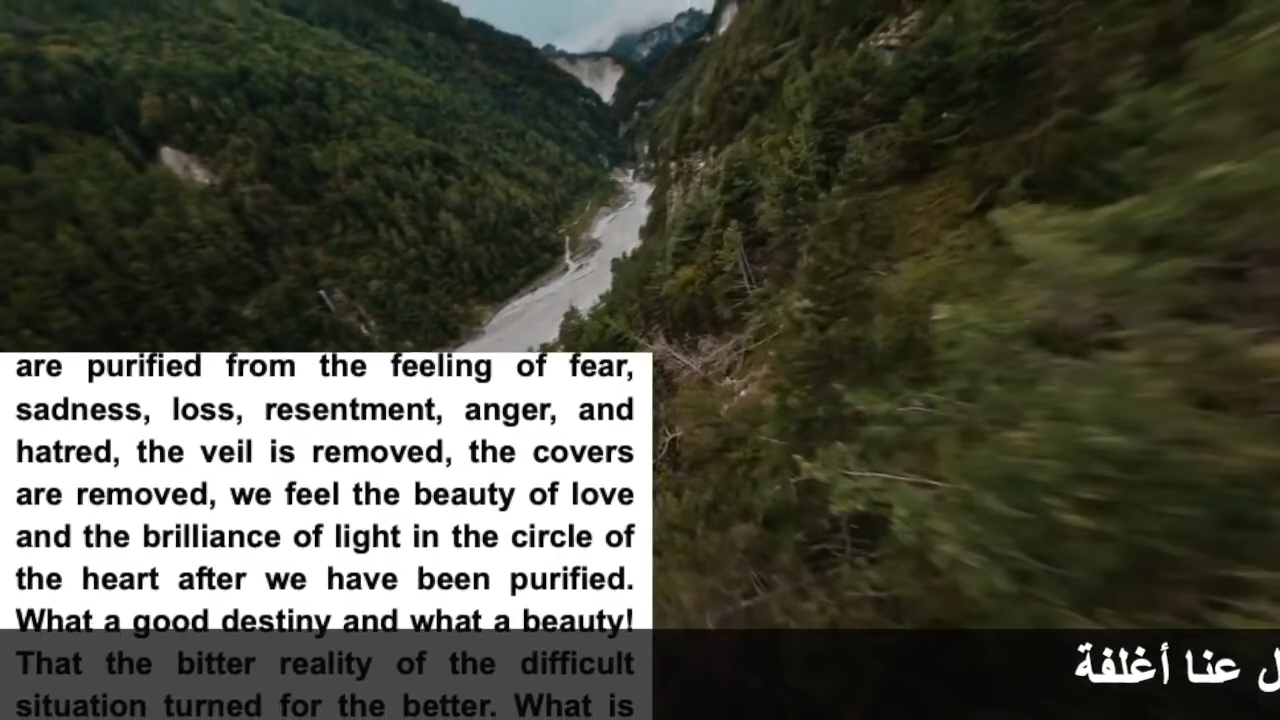 are purified from the feeling of fear,
sadness, loss, resentment, anger, and
hatred, the veil is removed, the covers
are removed, we feel the beauty of love
and the brilliance of light in the circle of
the heart after we have been purified.
What a good destiny and what a beauty!
That the bitter reality of the difficult
situation turned for the better. What is
عنا أغلفة